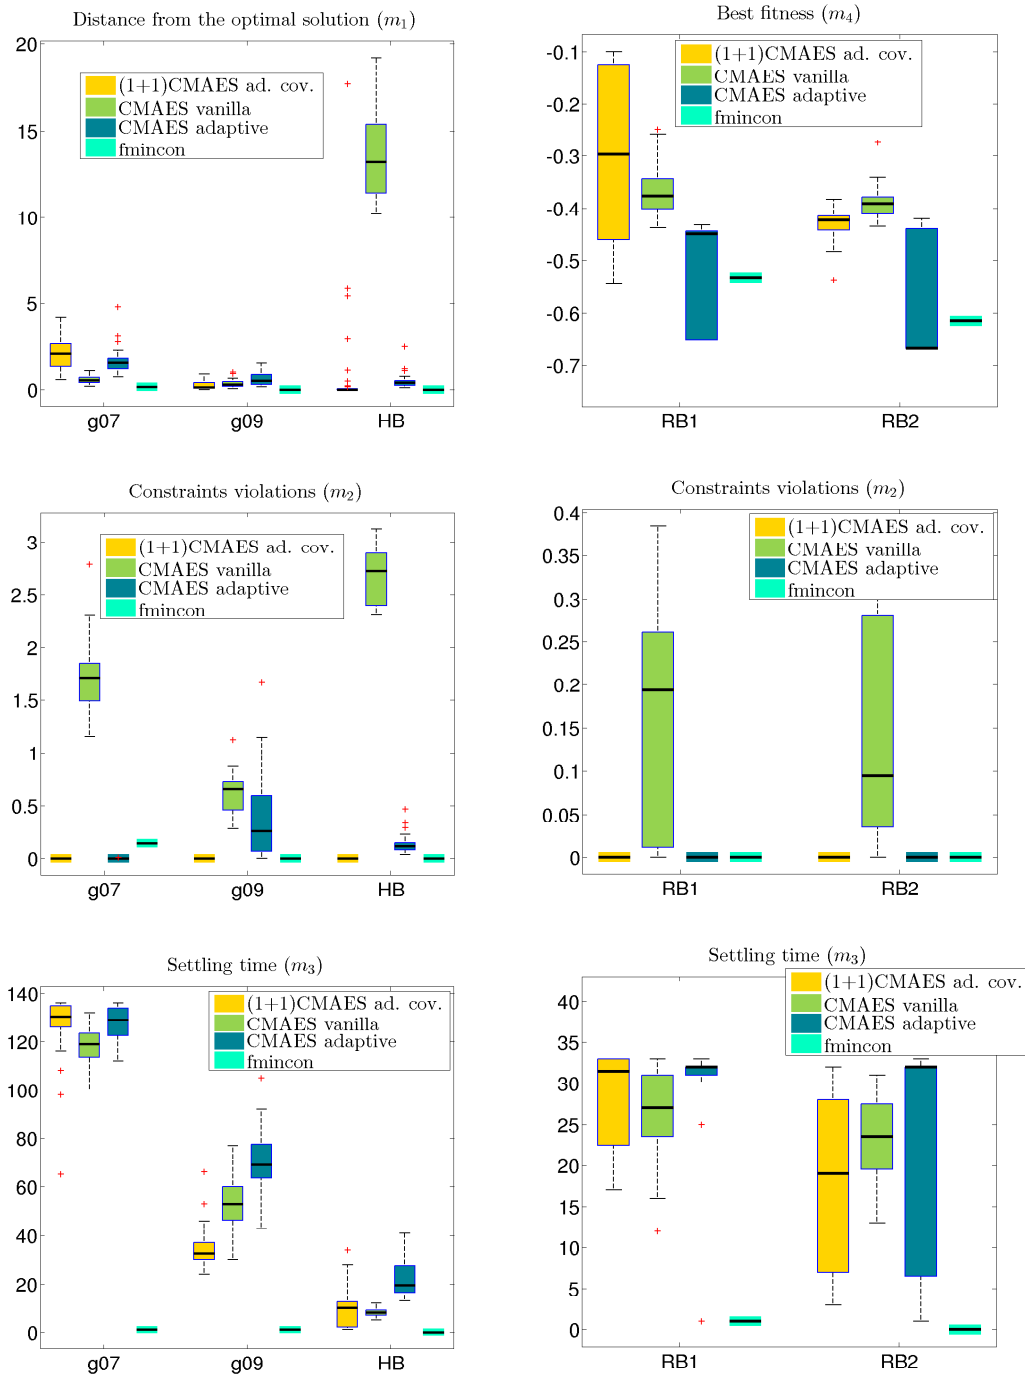 Distance from the optimal solution (m1)
20
15
10
5
0
(1+1)CMAES ad. cov.
CMAES vanilla
CMAES adaptive
fmincon
g07 g09 HB
Best fitness (m4)
-0.1
-0.2
-0.3
-0.4
-0.5
-0.6
-0.7
(1+1)CMAES ad. cov.
CMAES vanilla
CMAES adaptive
fmincon
RB1 RB2
Constraints violations (m2)
3
2.5
2
1.5
1
0.5
0
(1+1)CMAES ad. cov.
CMAES vanilla
CMAES adaptive
fmincon
g07 g09 HB
Constraints violations (m2)
0.4
0.35
0.3
0.25
0.2
0.15
0.1
0.05
0
(1+1)CMAES ad. cov.
CMAES vanilla
CMAES adaptive
fmincon
RB1 RB2
Settling time (m3)
140
120
100
80
60
40
20
0
(1+1)CMAES ad. cov.
CMAES vanilla
CMAES adaptive
fmincon
g07 g09 HB
Settling time (m3)
40
35
30
25
20
15
10
5
0
(1+1)CMAES ad. cov.
CMAES vanilla
CMAES adaptive
fmincon
RB1 RB2